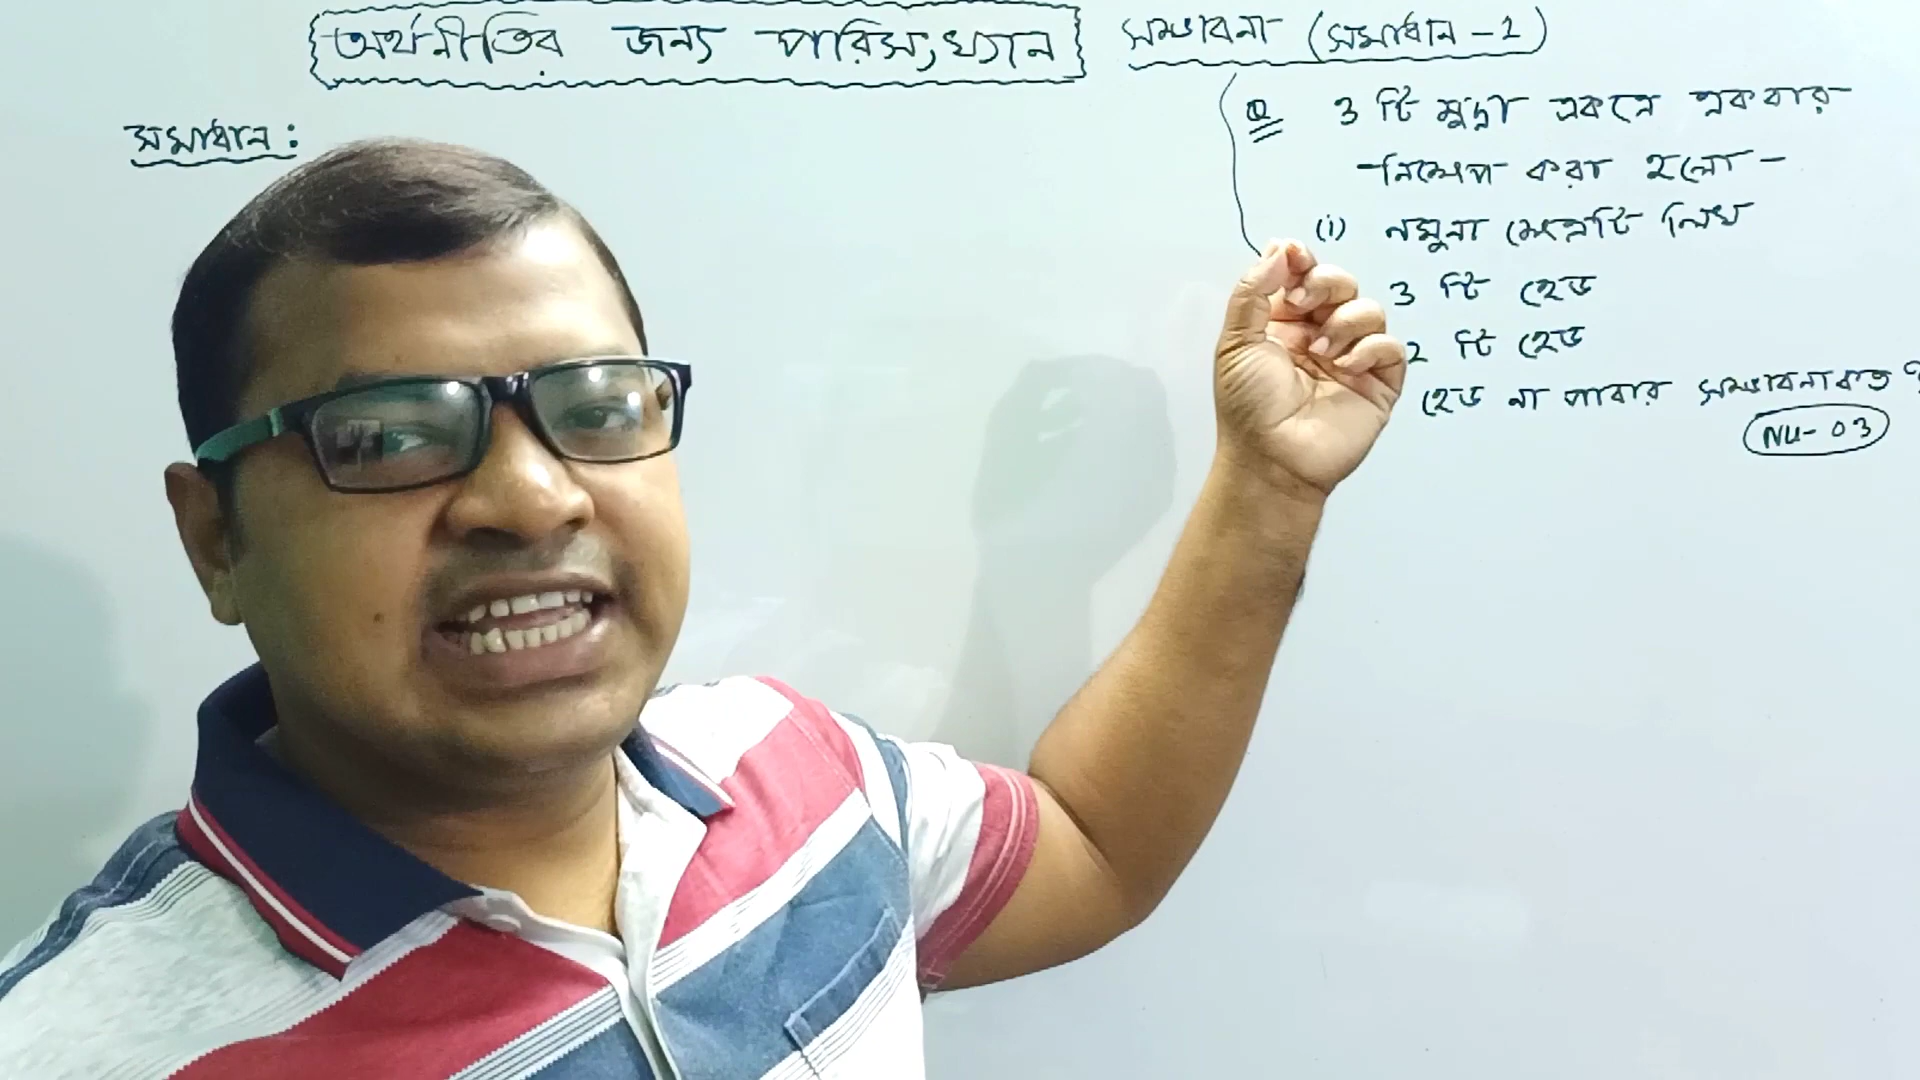 অর্থনীতির জন্য পরিসংখ্যান
সম্ভাবনা (সমাধান - 1)
সমাধান :
Q 3 টি মুদ্রা একত্রে একবার
নিক্ষেপ করা হলো -
(i) নমুনা ক্ষেত্রটি লিখ
3 টি হেড
2 টি হেড
হেড না পাবার সম্ভাবনা কত ?
NU - 03